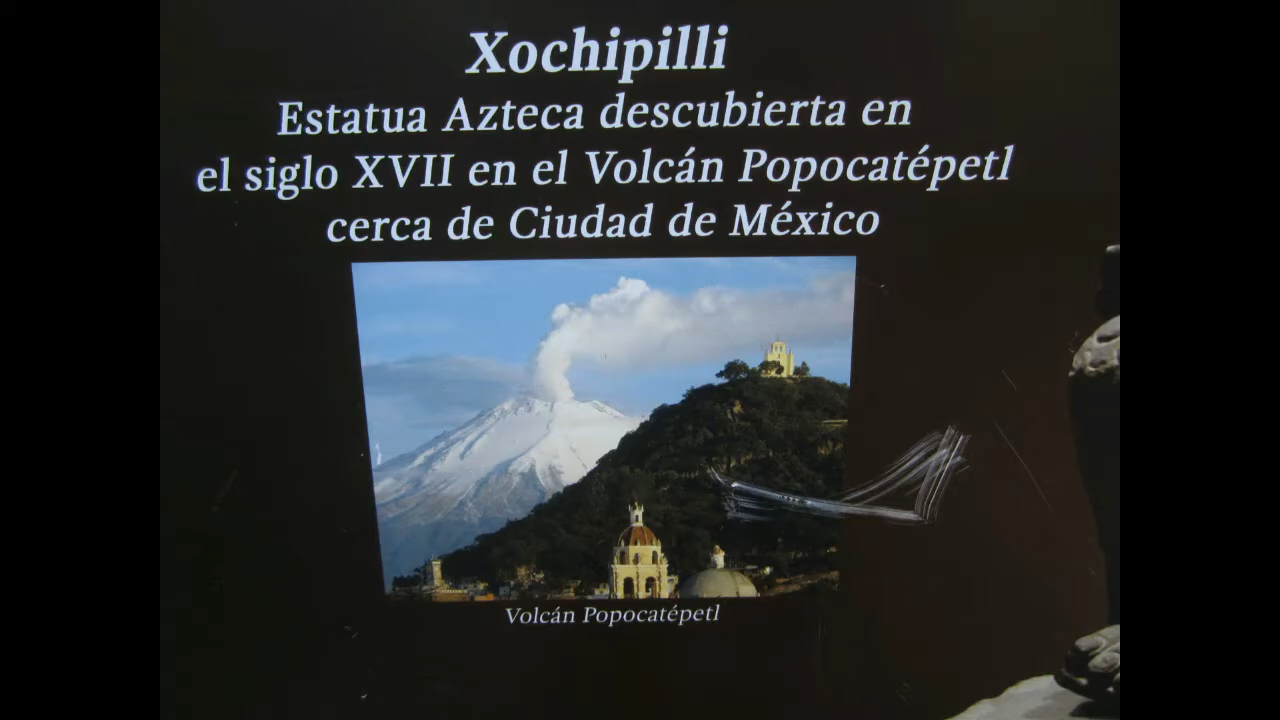 Xochipilli
Estatua Azteca descubierta en
el siglo XVII en el Volcán Popocatépetl
cerca de Ciudad de México
Volcán Popocatépetl